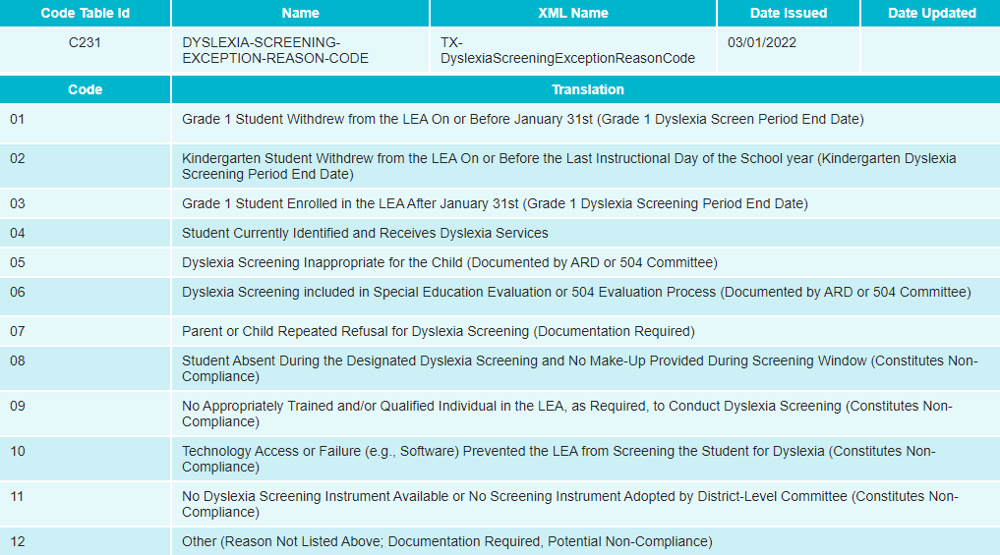 Code Table Id Name XML Name Date Issued Date Updated
C231 DYSLEXIA-SCREENING- TX- 03/01/2022
EXCEPTION-REASON-CODE DyslexiaScreeningExceptionReasonCode
Code Translation
01 Grade 1 Student Withdrew from the LEA On or Before January 31st (Grade 1 Dyslexia Screen Period End Date)
02 Kindergarten Student Withdrew from the LEA On or Before the Last Instructional Day of the School year (Kindergarten Dyslexia
Screening Period End Date)
03 Grade 1 Student Enrolled in the LEA After January 31st (Grade 1 Dyslexia Screening Period End Date)
04 Student Currently Identified and Receives Dyslexia Services
05 Dyslexia Screening Inappropriate for the Child (Documented by ARD or 504 Committee)
06 Dyslexia Screening included in Special Education Evaluation or 504 Evaluation Process (Documented by ARD or 504 Committee)
07 Parent or Child Repeated Refusal for Dyslexia Screening (Documentation Required)
08 Student Absent During the Designated Dyslexia Screening and No Make-Up Provided During Screening Window (Constitutes Non-
Compliance)
09 No Appropriately Trained and/or Qualified Individual in the LEA, as Required, to Conduct Dyslexia Screening (Constitutes Non-
Compliance)
10 Technology Access or Failure (e.g., Software) Prevented the LEA from Screening the Student for Dyslexia (Constitutes Non-
Compliance)
11 No Dyslexia Screening Instrument Available or No Screening Instrument Adopted by District-Level Committee (Constitutes Non-
Compliance)
12 Other (Reason Not Listed Above; Documentation Required, Potential Non-Compliance)